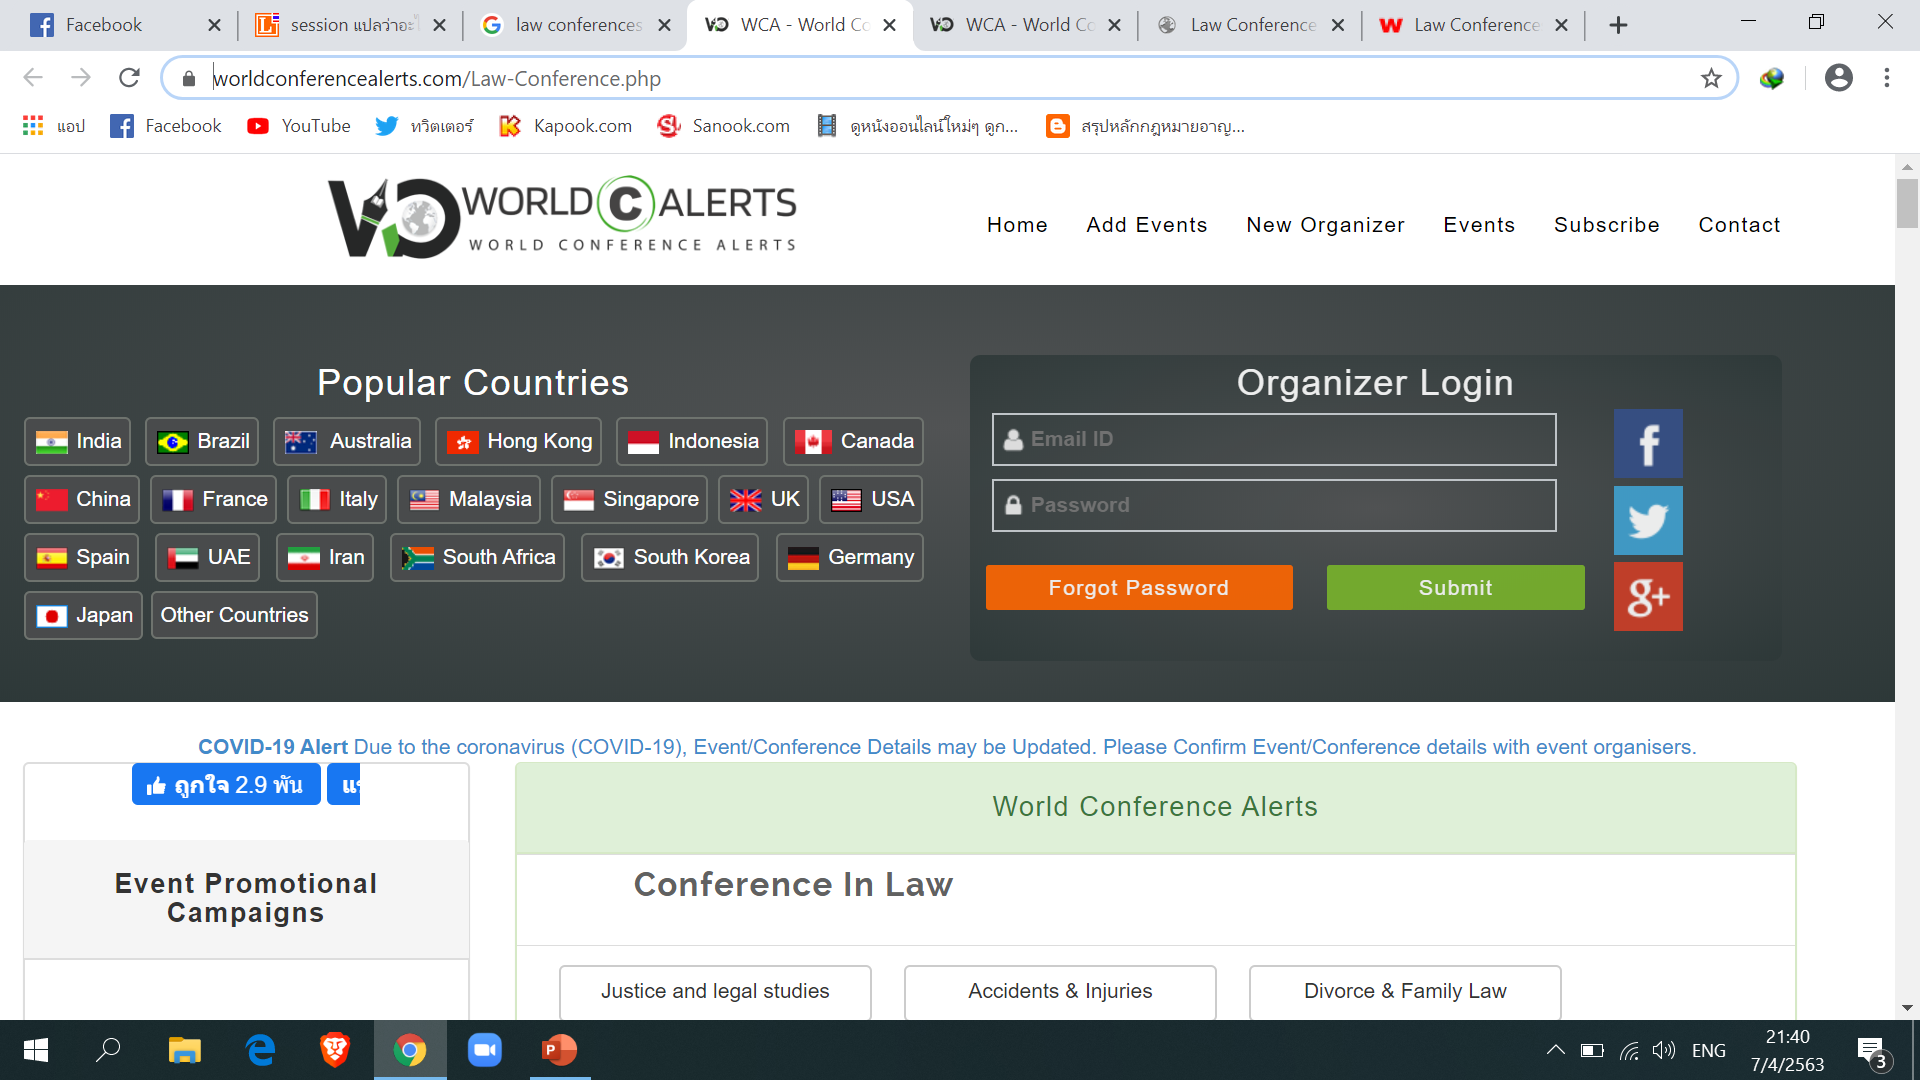 Facebook
session แปลว่าอะไ
law conferences
WCA - World Co
WCA - World Co
Law Conference
Law Conference
worldconferencealerts.com/Law-Conference.php
แอป
Facebook
YouTube
ทวิตเตอร์
Kapook.com
Sanook.com
ดูหนังออนไลน์ใหม่ๆ ดูก...
สรุปหลักกฎหมายอาญ...
WORLD C ALERTS
WORLD CONFERENCE ALERTS
Home
Add Events
New Organizer
Events
Subscribe
Contact
Popular Countries
India
Brazil
Australia
Hong Kong
Indonesia
Canada
China
France
Italy
Malaysia
Singapore
UK
USA
Spain
UAE
Iran
South Africa
South Korea
Germany
Japan
Other Countries
Organizer Login
Email ID
Password
Forgot Password
Submit
f
g+
COVID-19 Alert Due to the coronavirus (COVID-19), Event/Conference Details may be Updated. Please Confirm Event/Conference details with event organisers.
ถูกใจ 2.9 พัน
Event Promotional
Campaigns
World Conference Alerts
Conference In Law
Justice and legal studies
Accidents & Injuries
Divorce & Family Law
ENG
21:40
7/4/2563
3